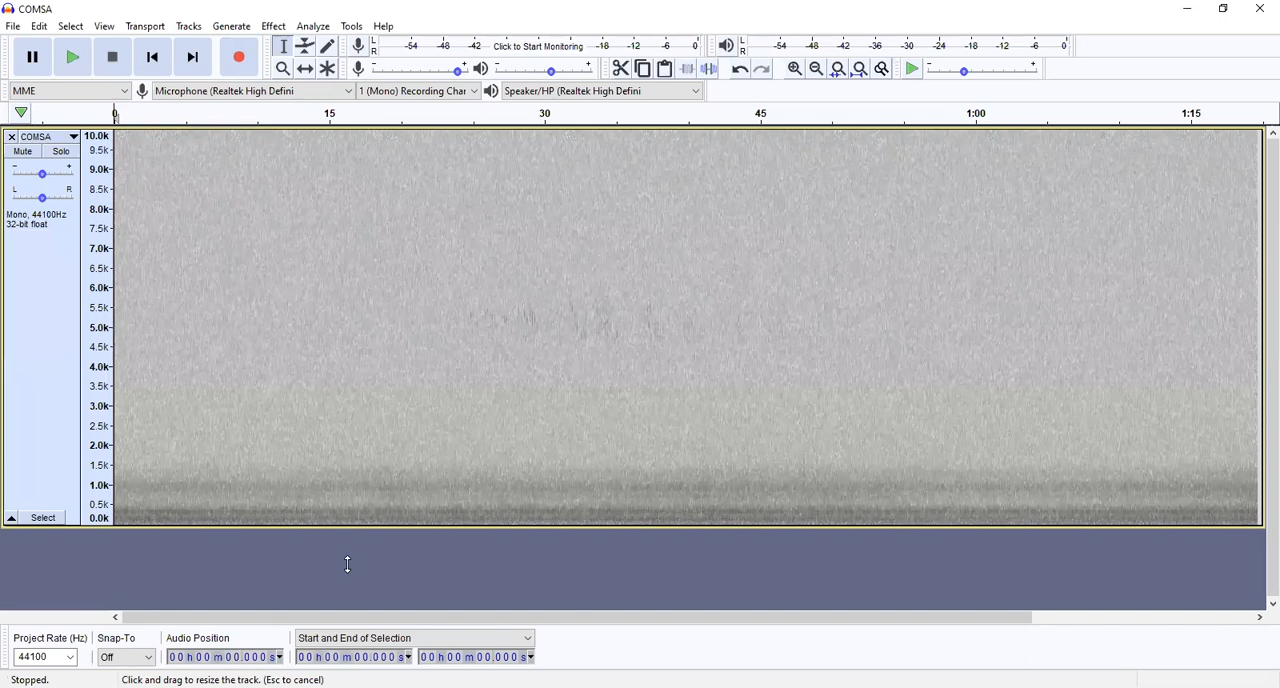 COMSA
File Edit Select View Transport Tracks Generate Effect Analyze Tools Help
L R -54 -48 -42 Click to Start Monitoring -18 -12 -6 0 L R -54 -48 -42 -36 -30 -24 -18 -12 -6 0
- + - + - +
MME Microphone (Realtek High Defini 1 (Mono) Recording Char Speaker/HP (Realtek High Defini
0 15 30 45 1:00 1:15
COMSA
Mute Solo
- +
L R
Mono, 44100Hz
32-bit float
Select
10.0k
9.5k
9.0k
8.5k
8.0k
7.5k
7.0k
6.5k
6.0k
5.5k
5.0k
4.5k
4.0k
3.5k
3.0k
2.5k
2.0k
1.5k
1.0k
0.5k
0.0k
Project Rate (Hz) Snap-To Audio Position Start and End of Selection
44100 Off 00 h 00 m 00.000 s 00 h 00 m 00.000 s 00 h 00 m 00.000 s
Stopped. Click and drag to resize the track. (Esc to cancel)